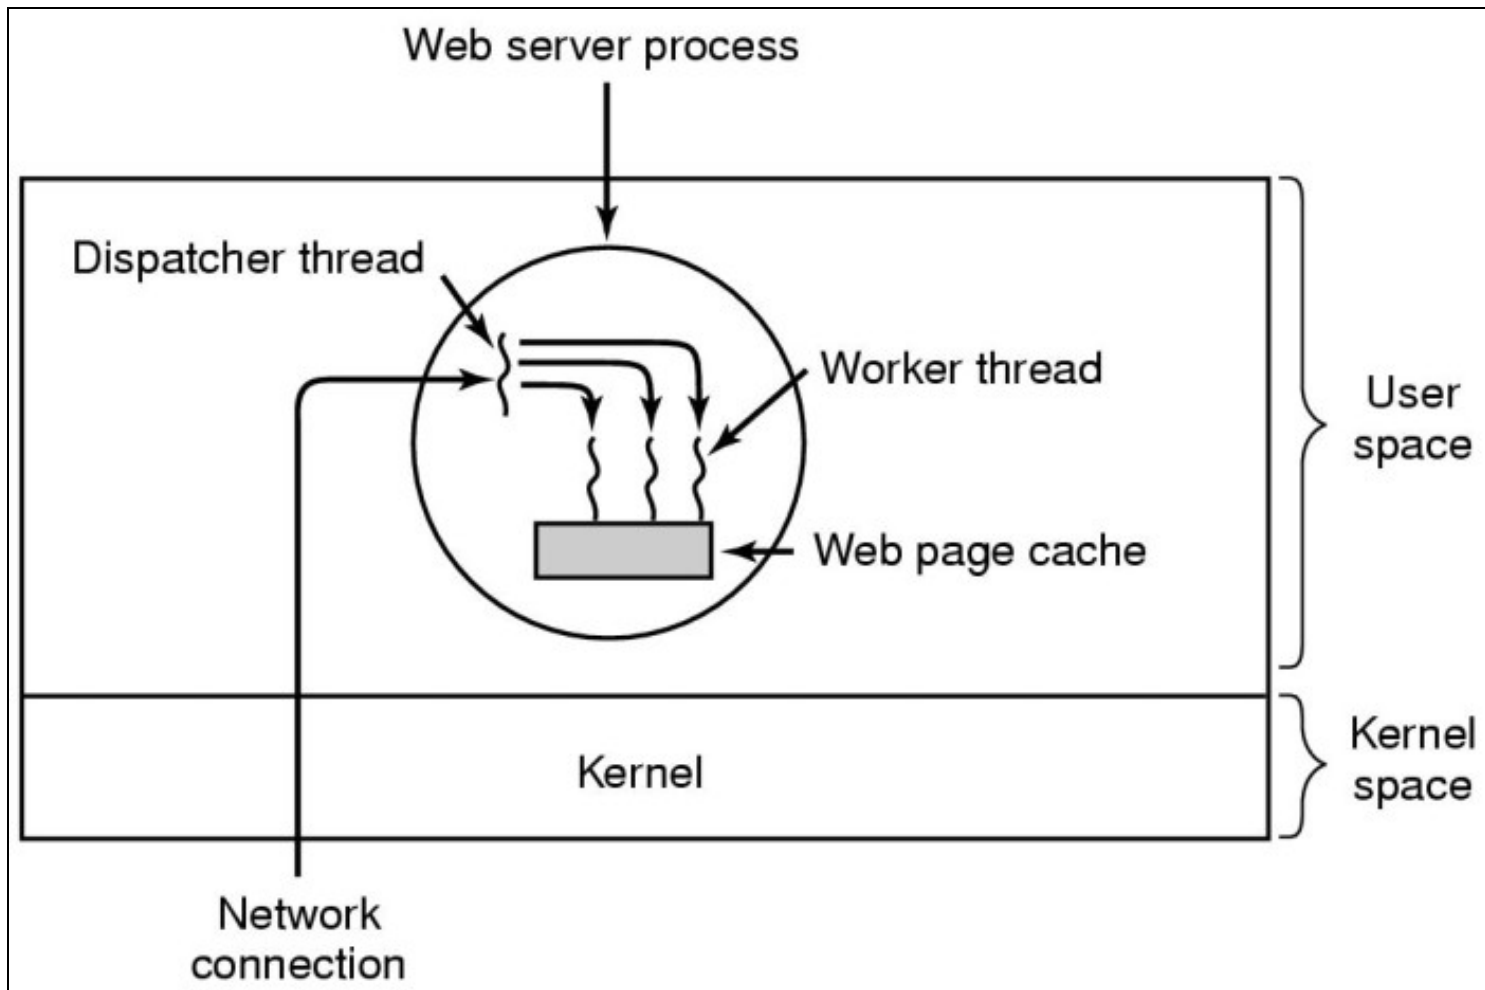 Web server process
Dispatcher thread
Worker thread
User
space
Web page cache
Kernel
Kernel
space
Network
connection